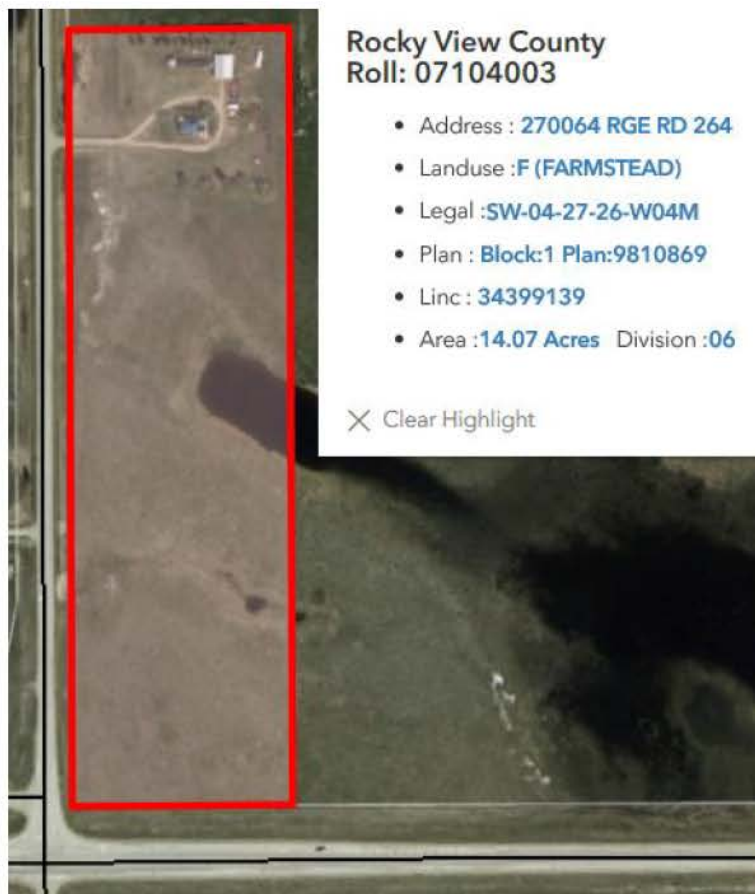 Rocky View County
Roll: 07104003
Address : 270064 RGE RD 264
Landuse :F (FARMSTEAD)
Legal :SW-04-27-26-W04M
Plan : Block:1 Plan:9810869
Linc : 34399139
Area :14.07 Acres Division :06
Clear Highlight